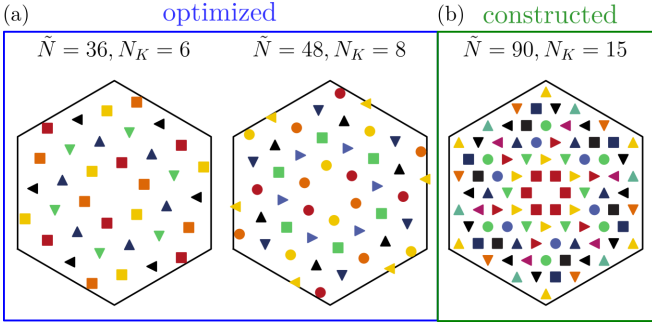 (a) optimized (b) constructed
Ñ = 36, N_K = 6 Ñ = 48, N_K = 8 Ñ = 90, N_K = 15